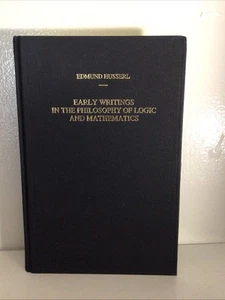 EDMUND HUSSERL
EARLY WRITINGS
IN THE PHILOSOPHY OF LOGIC
AND MATHEMATICS